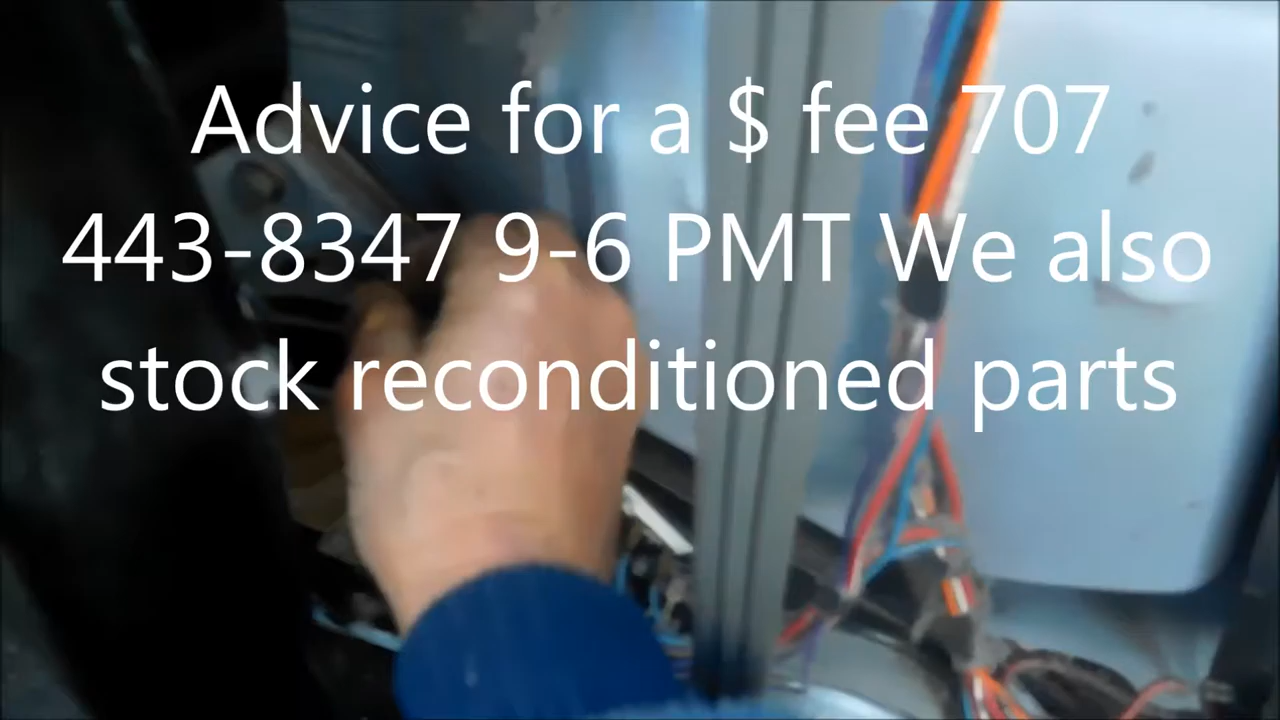 Advice for a $ fee 707
443-8347 9-6 PMT We also
stock reconditioned parts